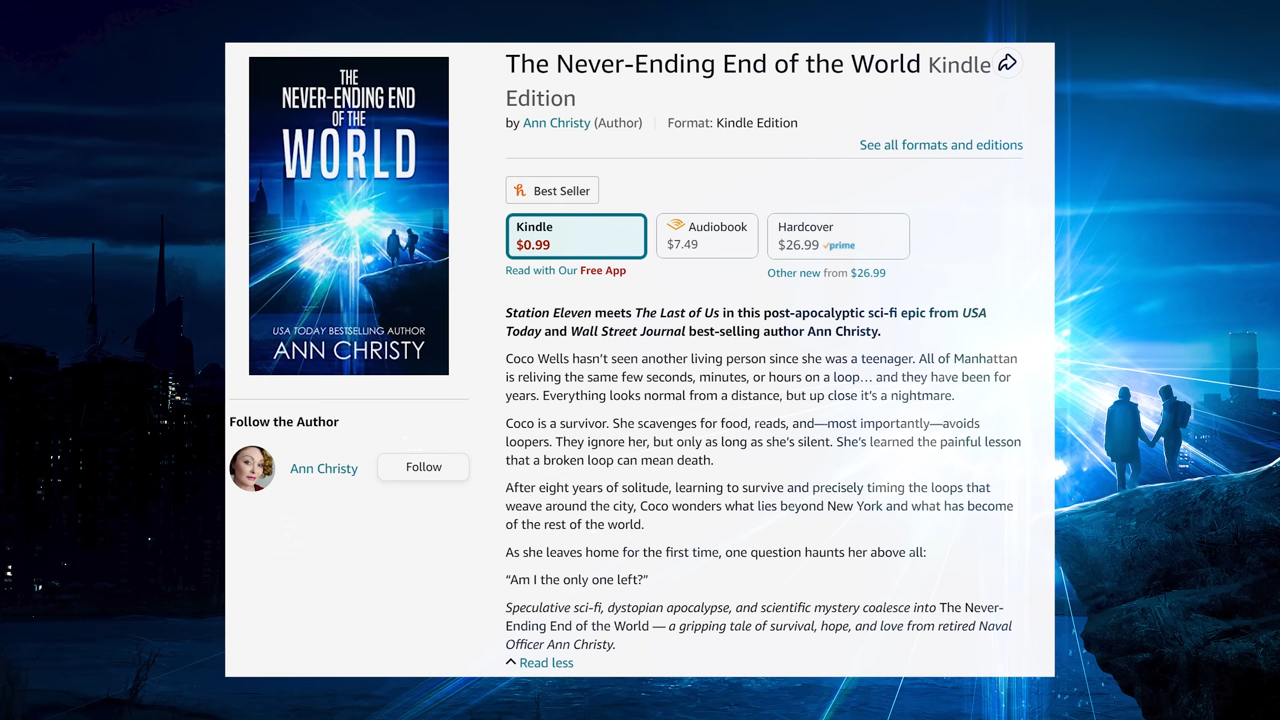 THE
NEVER-ENDING END
OF THE
WORLD
USA TODAY BESTSELLING AUTHOR
ANN CHRISTY
Follow the Author
Ann Christy
Follow
The Never-Ending End of the World Kindle
Edition
by Ann Christy (Author) Format: Kindle Edition
See all formats and editions
Best Seller
Kindle
$0.99
Audiobook
$7.49
Hardcover
$26.99 prime
Read with Our Free App
Other new from $26.99
Station Eleven meets The Last of Us in this post-apocalyptic sci-fi epic from USA
Today and Wall Street Journal best-selling author Ann Christy.
Coco Wells hasn’t seen another living person since she was a teenager. All of Manhattan
is reliving the same few seconds, minutes, or hours on a loop… and they have been for
years. Everything looks normal from a distance, but up close it’s a nightmare.
Coco is a survivor. She scavenges for food, reads, and—most importantly—avoids
loopers. They ignore her, but only as long as she’s silent. She’s learned the painful lesson
that a broken loop can mean death.
After eight years of solitude, learning to survive and precisely timing the loops that
weave around the city, Coco wonders what lies beyond New York and what has become
of the rest of the world.
As she leaves home for the first time, one question haunts her above all:
“Am I the only one left?”
Speculative sci-fi, dystopian apocalypse, and scientific mystery coalesce into The Never-
Ending End of the World — a gripping tale of survival, hope, and love from retired Naval
Officer Ann Christy.
Read less